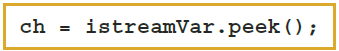 ch = istreamVar.peek();